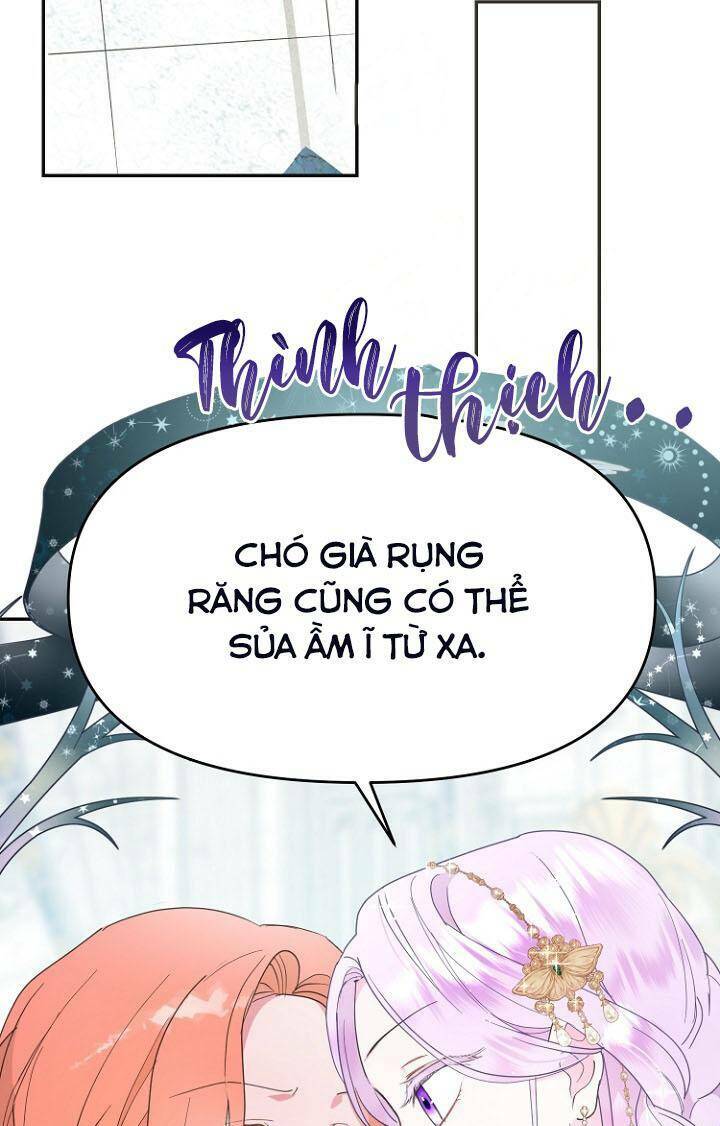 Thình
thịch..
CHÓ GIÀ RỤNG
RĂNG CŨNG CÓ THỂ
SỦA ẦM Ĩ TỪ XA.